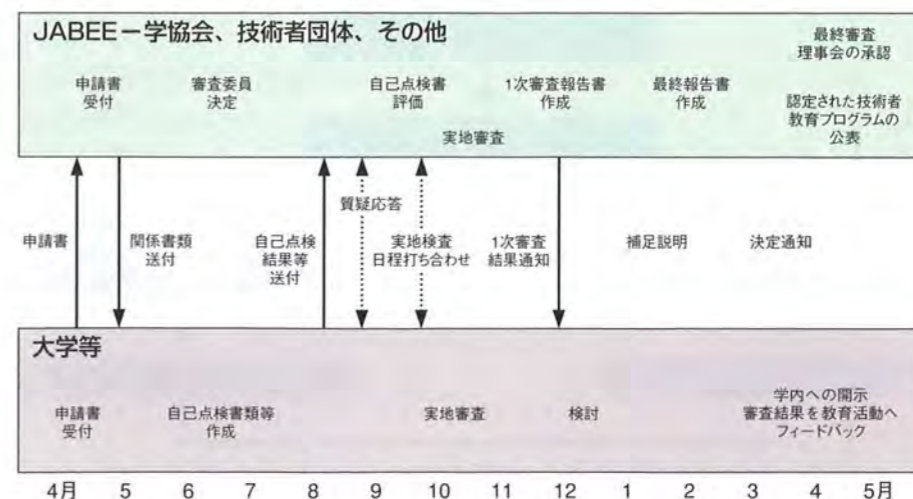 JABEE－学協会、技術者団体、その他
申請書
受付
審査委員
決定
自己点検書
評価
1次審査報告書
作成
最終報告書
作成
最終審査
理事会の承認
認定された技術者
教育プログラムの
公表
実地審査
申請書
関係書類
送付
自己点検
結果等
送付
質疑応答
実地検査
日程打ち合わせ
1次審査
結果通知
補足説明
決定通知
大学等
申請書
受付
自己点検書類等
作成
実地審査
検討
学内への開示
審査結果を教育活動へ
フィードバック
4月 5 6 7 8 9 10 11 12 1 2 3 4 5月